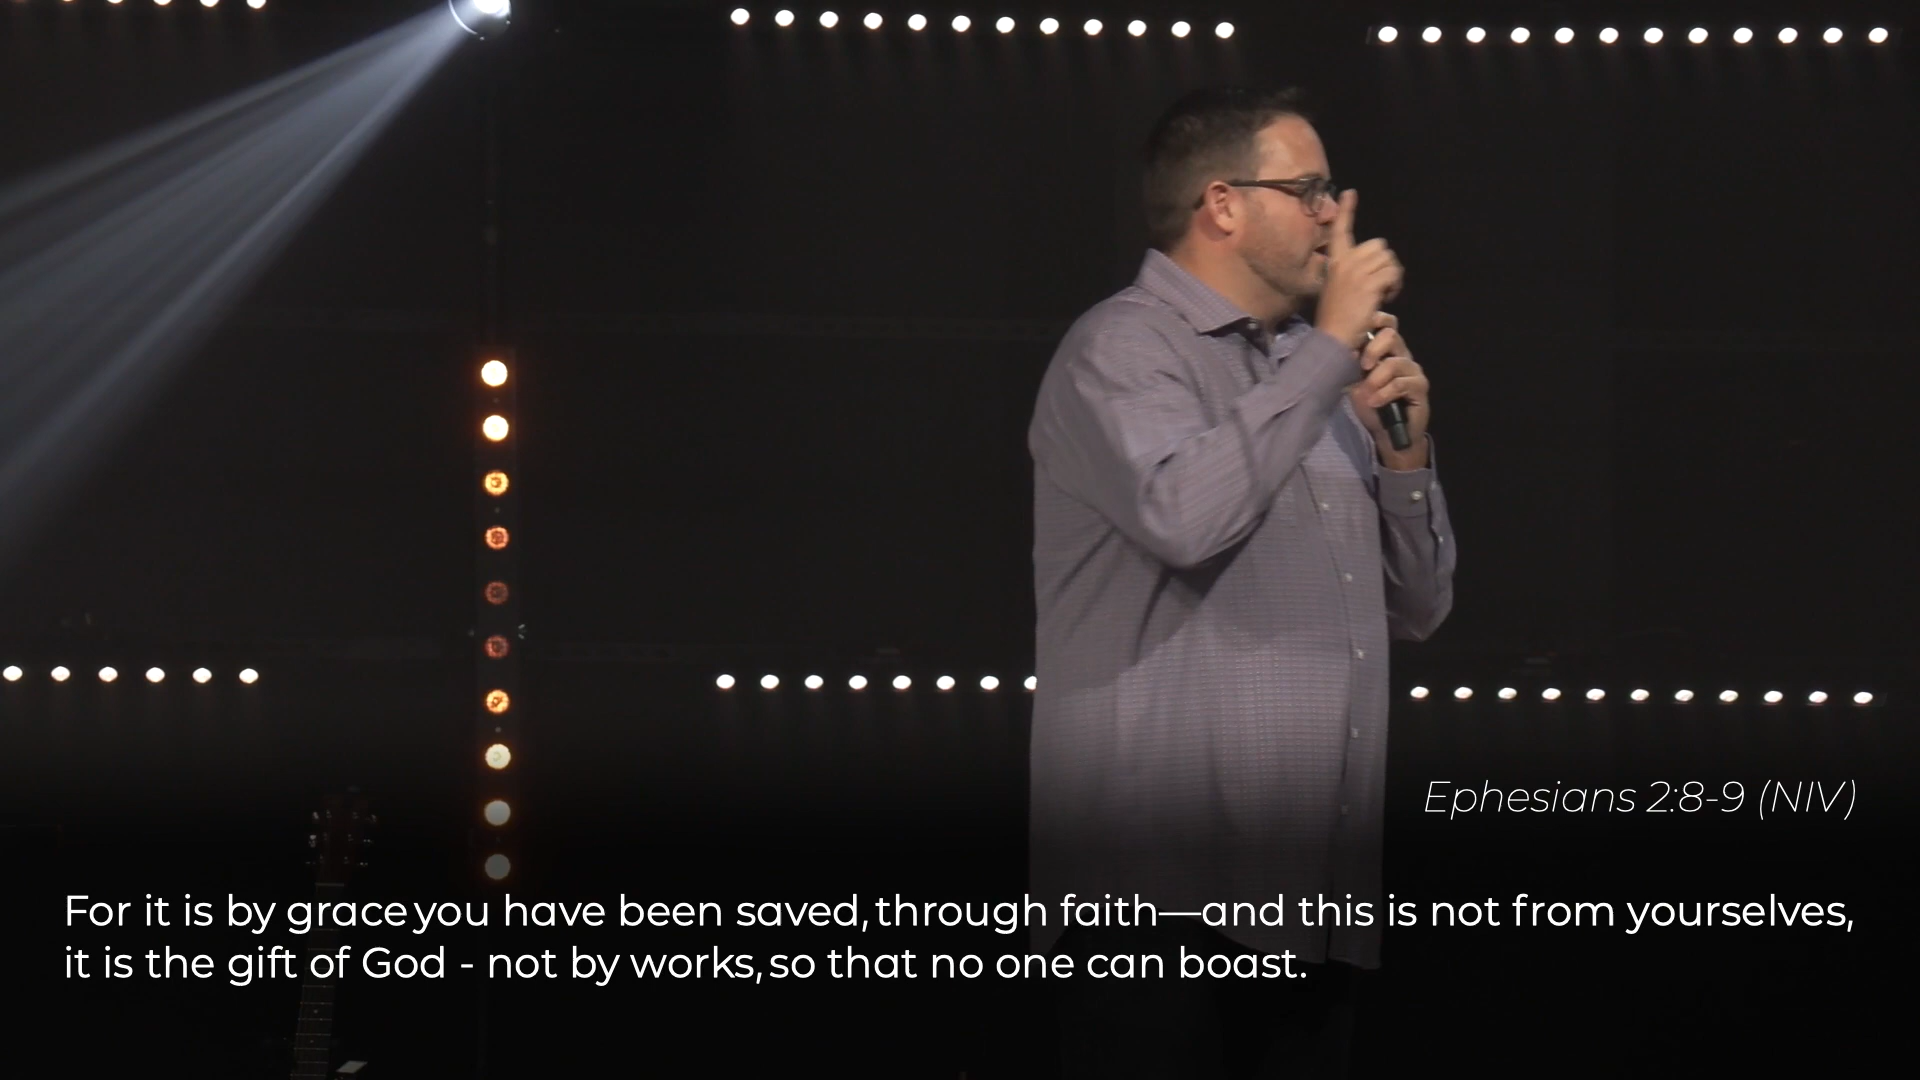 Ephesians 2:8-9 (NIV)
For it is by grace you have been saved, through faith—and this is not from yourselves,
it is the gift of God - not by works, so that no one can boast.